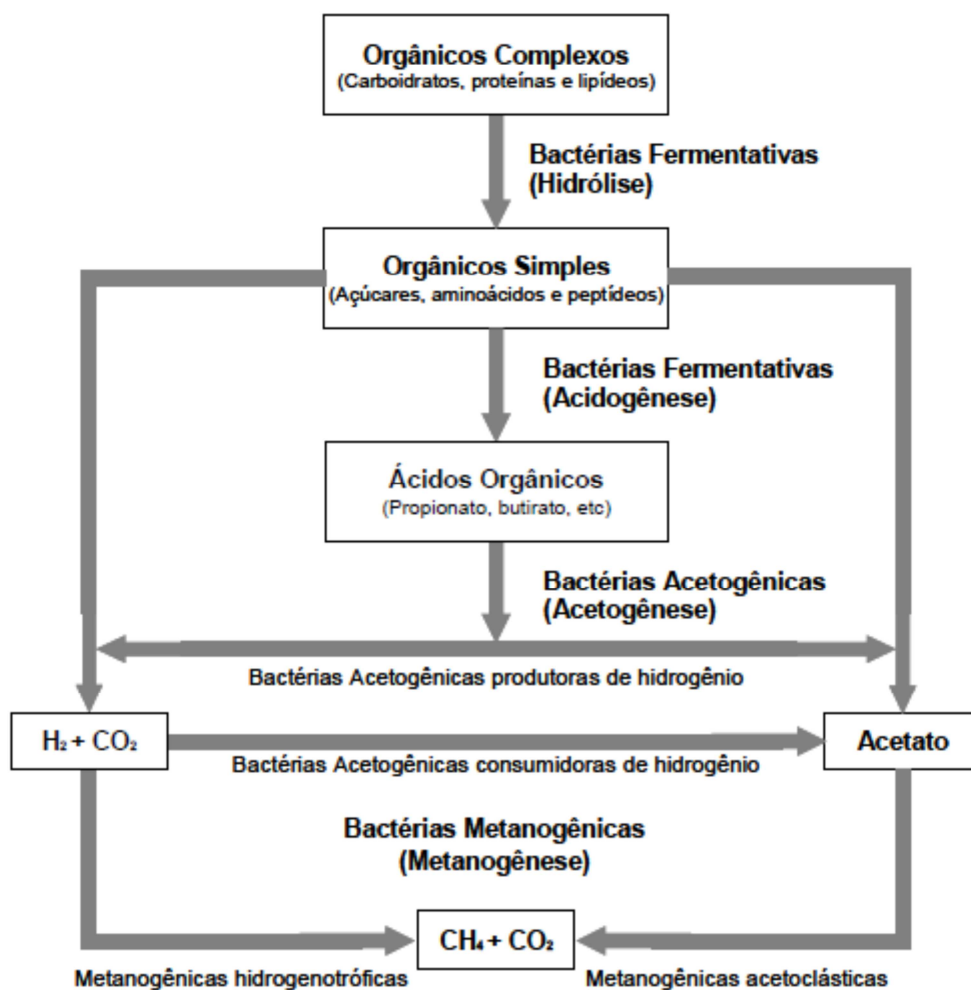 Orgânicos Complexos
(Carboidratos, proteínas e lipídeos)
Bactérias Fermentativas
(Hidrólise)
Orgânicos Simples
(Açúcares, aminoácidos e peptídeos)
Bactérias Fermentativas
(Acidogênese)
Ácidos Orgânicos
(Propionato, butirato, etc)
Bactérias Acetogênicas
(Acetogênese)
Bactérias Acetogênicas produtoras de hidrogênio
H₂ + CO₂
Acetato
Bactérias Acetogênicas consumidoras de hidrogênio
Bactérias Metanogênicas
(Metanogênese)
CH₄ + CO₂
Metanogênicas hidrogenotróficas
Metanogênicas acetoclásticas